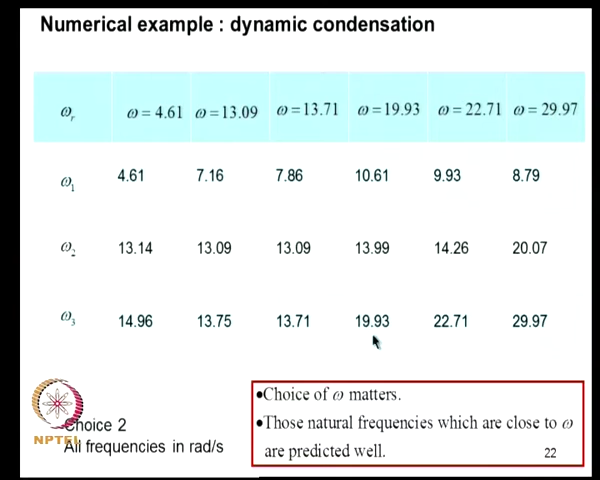 Numerical example : dynamic condensation
ωr ω = 4.61 ω = 13.09 ω = 13.71 ω = 19.93 ω = 22.71 ω = 29.97
ω1 4.61 7.16 7.86 10.61 9.93 8.79
ω2 13.14 13.09 13.09 13.99 14.26 20.07
ω3 14.96 13.75 13.71 19.93 22.71 29.97
•Choice of ω matters.
•Those natural frequencies which are close to ω
are predicted well.
22
Choice 2
All frequencies in rad/s
NPTEL